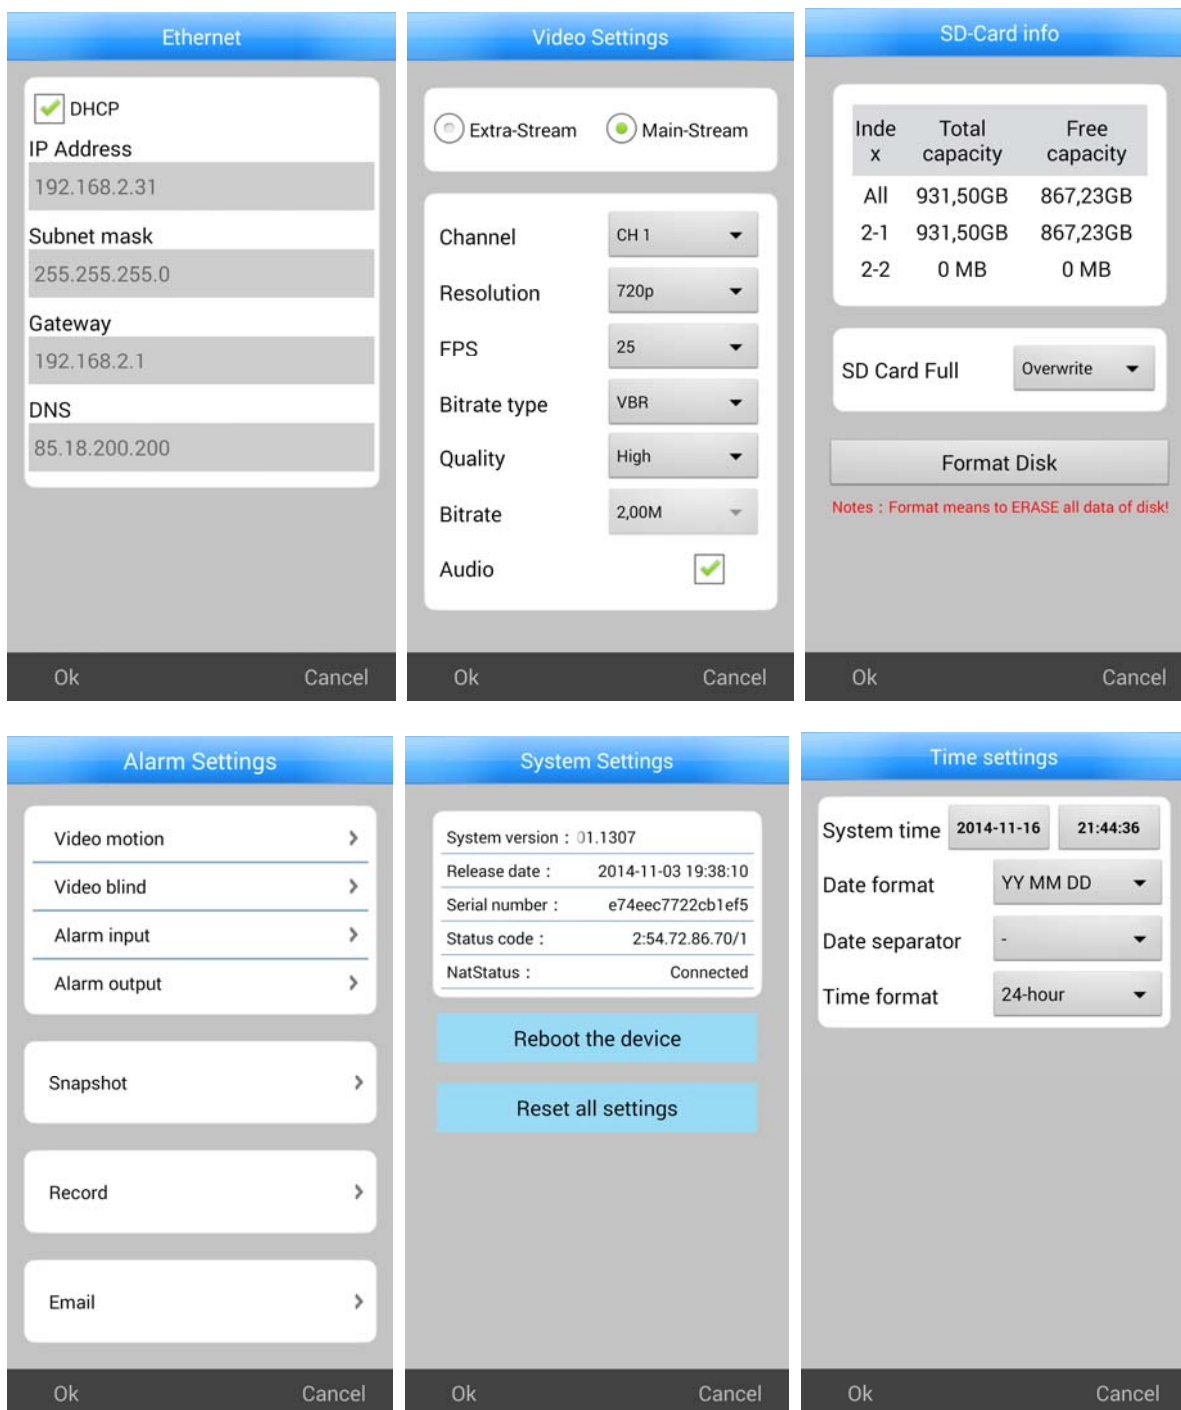 Ethernet
DHCP
IP Address
192.168.2.31
Subnet mask
255.255.255.0
Gateway
192.168.2.1
DNS
85.18.200.200
Ok Cancel
Video Settings
Extra-Stream Main-Stream
Channel CH 1
Resolution 720p
FPS 25
Bitrate type VBR
Quality High
Bitrate 2,00M
Audio
Ok Cancel
SD-Card info
Inde Total Free
x capacity capacity
All 931,50GB 867,23GB
2-1 931,50GB 867,23GB
2-2 0 MB 0 MB
SD Card Full Overwrite
Format Disk
Notes : Format means to ERASE all data of disk!
Ok Cancel
Alarm Settings
Video motion
Video blind
Alarm input
Alarm output
Snapshot
Record
Email
Ok Cancel
System Settings
System version : 01.1307
Release date : 2014-11-03 19:38:10
Serial number : e74eec7722cb1ef5
Status code : 2:54.72.86.70/1
NatStatus : Connected
Reboot the device
Reset all settings
Ok Cancel
Time settings
System time 2014-11-16 21:44:36
Date format YY MM DD
Date separator -
Time format 24-hour
Ok Cancel